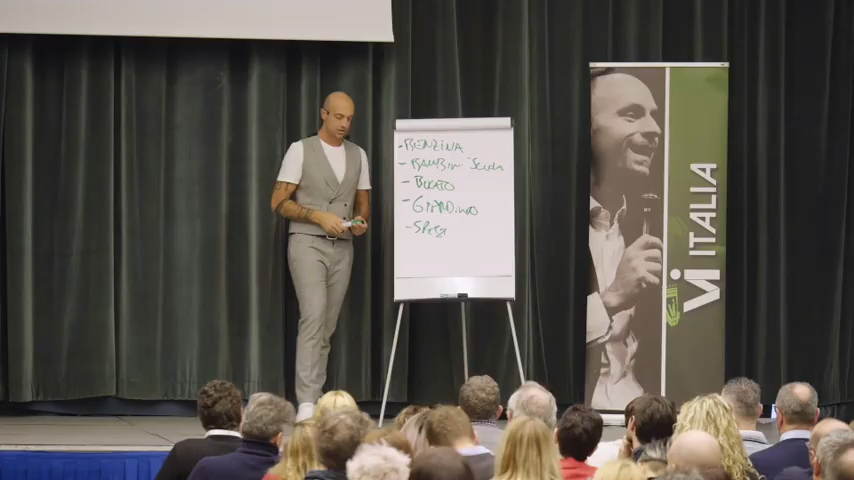 - BENZINA
- BAMBINI SCUOLA
- BUCATO
- GIARDINO
- SPESA
Vi ITALIA